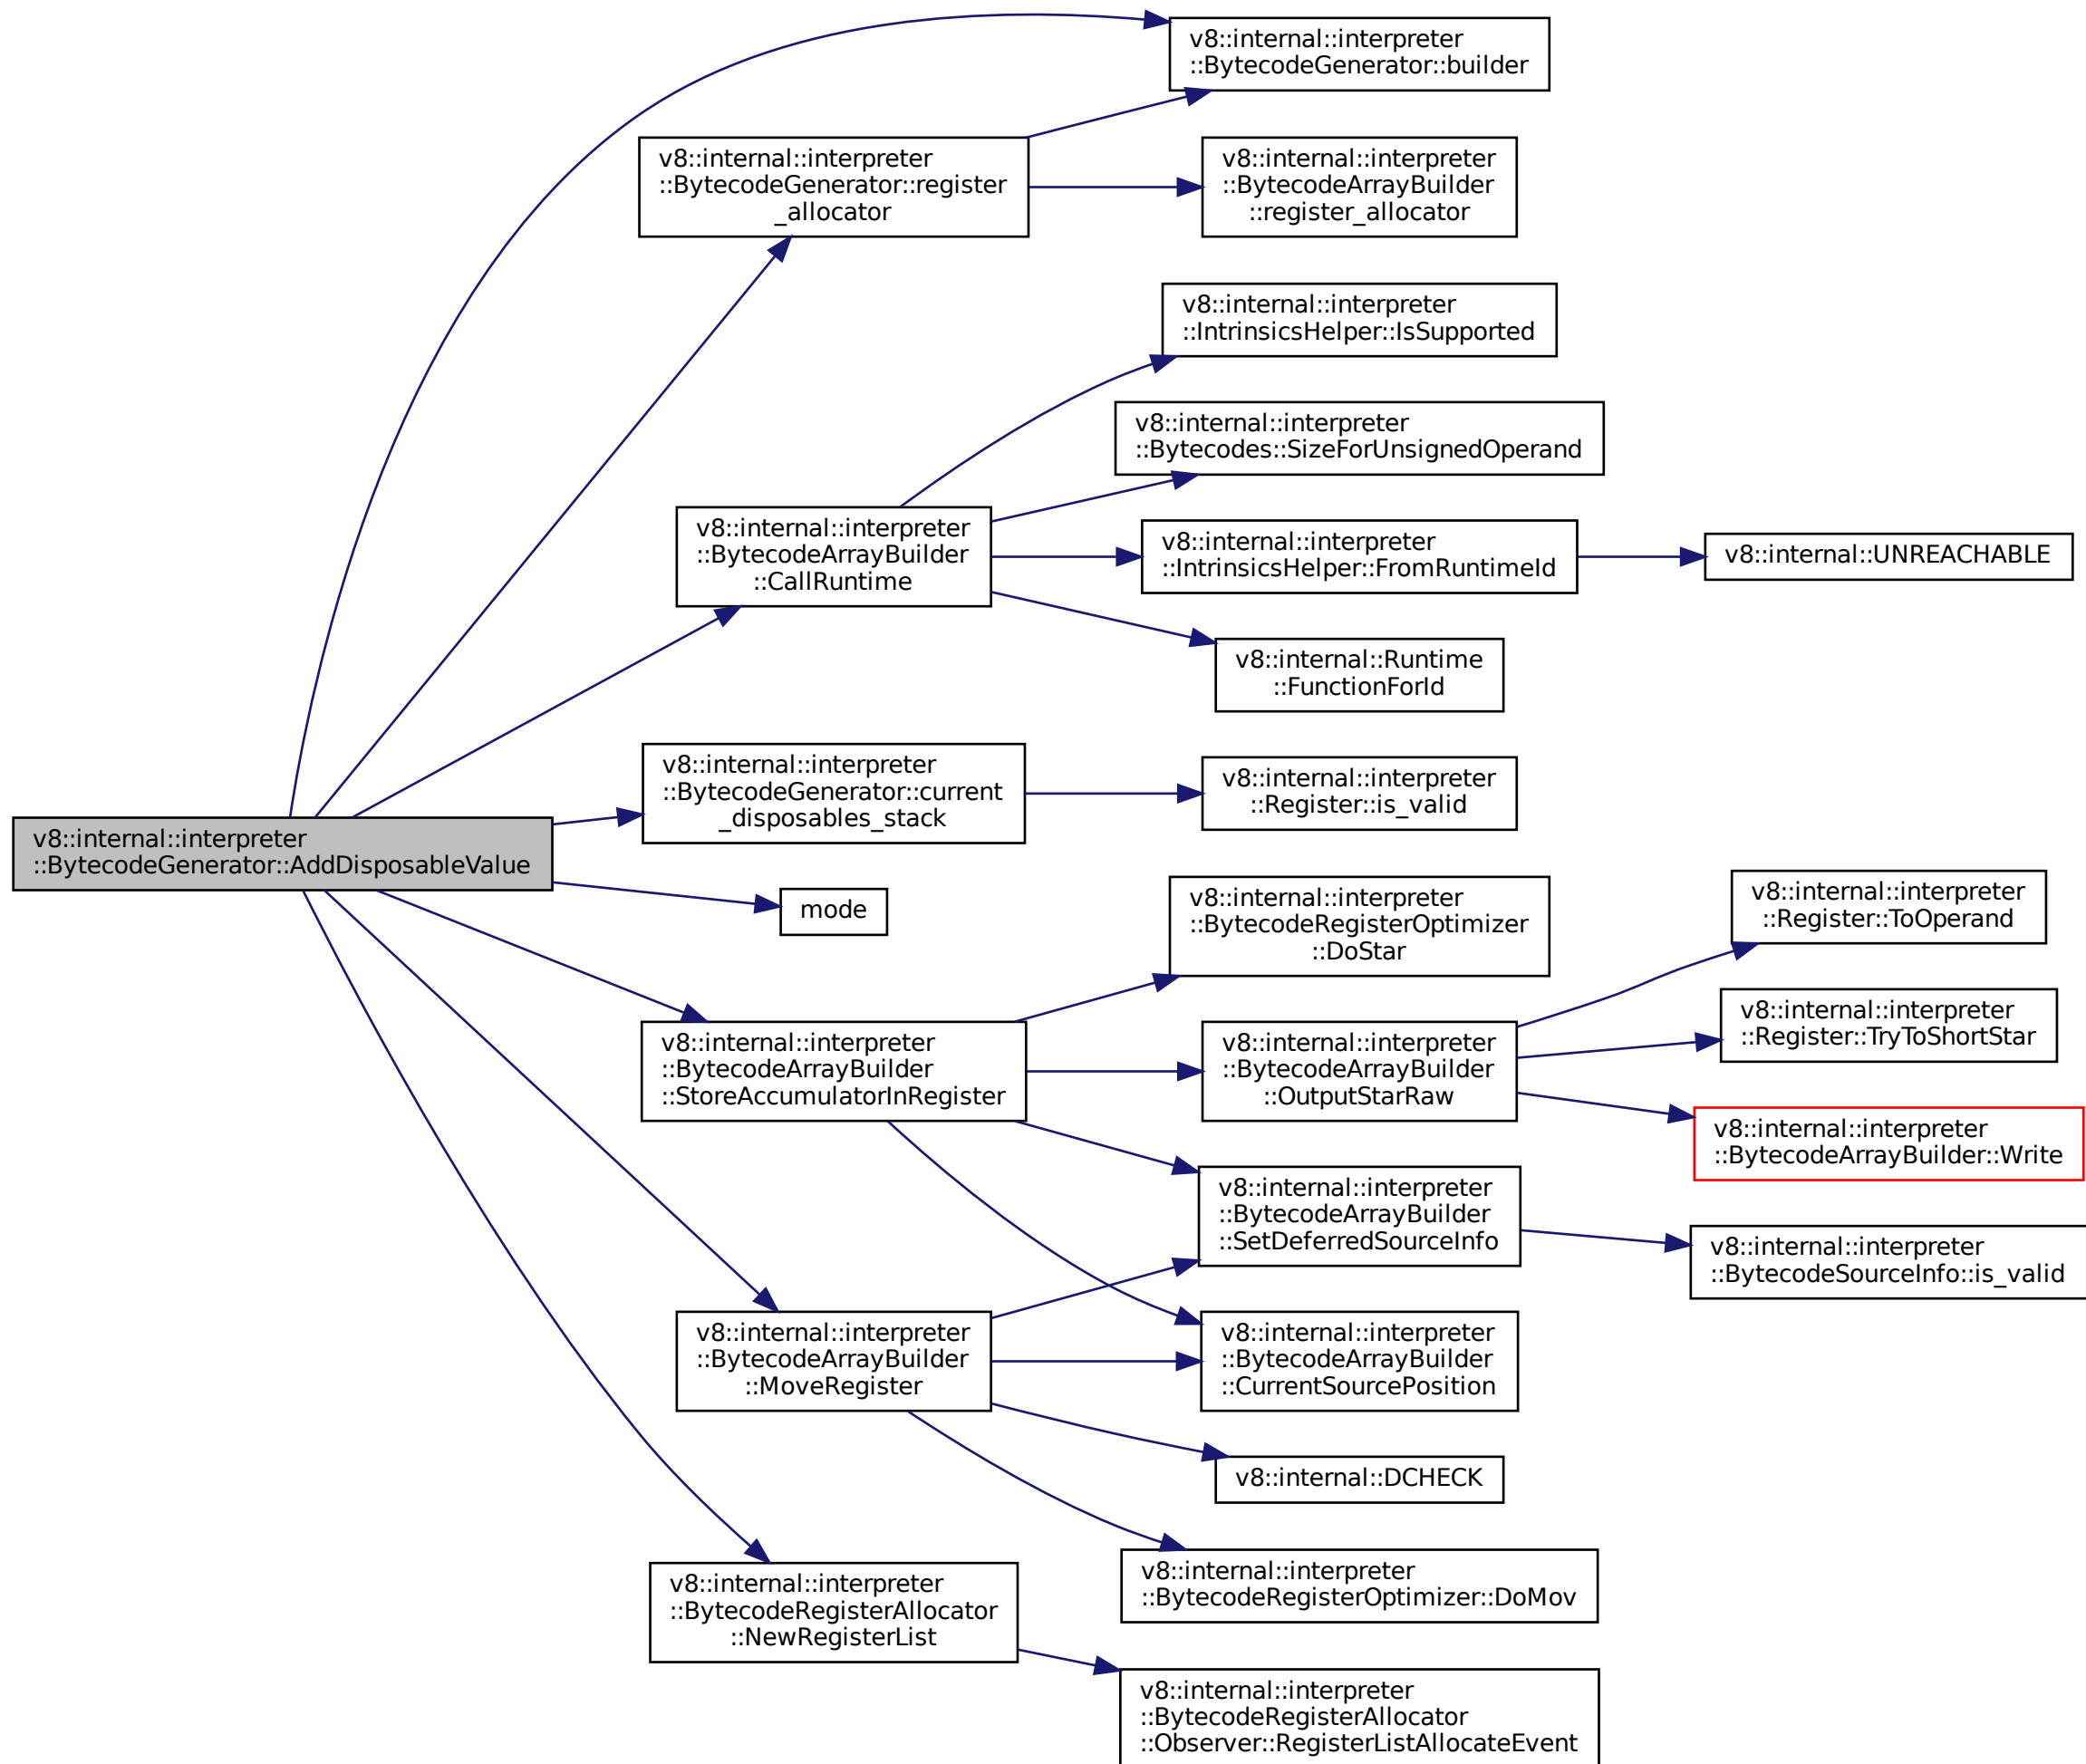 v8::internal::interpreter
::BytecodeGenerator::builder
v8::internal::interpreter
::BytecodeGenerator::register
_allocator
v8::internal::interpreter
::BytecodeArrayBuilder
::register_allocator
v8::internal::interpreter
::IntrinsicsHelper::IsSupported
v8::internal::interpreter
::Bytecodes::SizeForUnsignedOperand
v8::internal::interpreter
::BytecodeArrayBuilder
::CallRuntime
v8::internal::interpreter
::IntrinsicsHelper::FromRuntimeId
v8::internal::UNREACHABLE
v8::internal::Runtime
::FunctionForId
v8::internal::interpreter
::BytecodeGenerator::current
_disposables_stack
v8::internal::interpreter
::Register::is_valid
v8::internal::interpreter
::BytecodeGenerator::AddDisposableValue
mode
v8::internal::interpreter
::BytecodeRegisterOptimizer
::DoStar
v8::internal::interpreter
::Register::ToOperand
v8::internal::interpreter
::Register::TryToShortStar
v8::internal::interpreter
::BytecodeArrayBuilder
::StoreAccumulatorInRegister
v8::internal::interpreter
::BytecodeArrayBuilder
::OutputStarRaw
v8::internal::interpreter
::BytecodeArrayBuilder::Write
v8::internal::interpreter
::BytecodeArrayBuilder
::SetDeferredSourceInfo
v8::internal::interpreter
::BytecodeSourceInfo::is_valid
v8::internal::interpreter
::BytecodeArrayBuilder
::MoveRegister
v8::internal::interpreter
::BytecodeArrayBuilder
::CurrentSourcePosition
v8::internal::DCHECK
v8::internal::interpreter
::BytecodeRegisterOptimizer::DoMov
v8::internal::interpreter
::BytecodeRegisterAllocator
::NewRegisterList
v8::internal::interpreter
::BytecodeRegisterAllocator
::Observer::RegisterListAllocateEvent